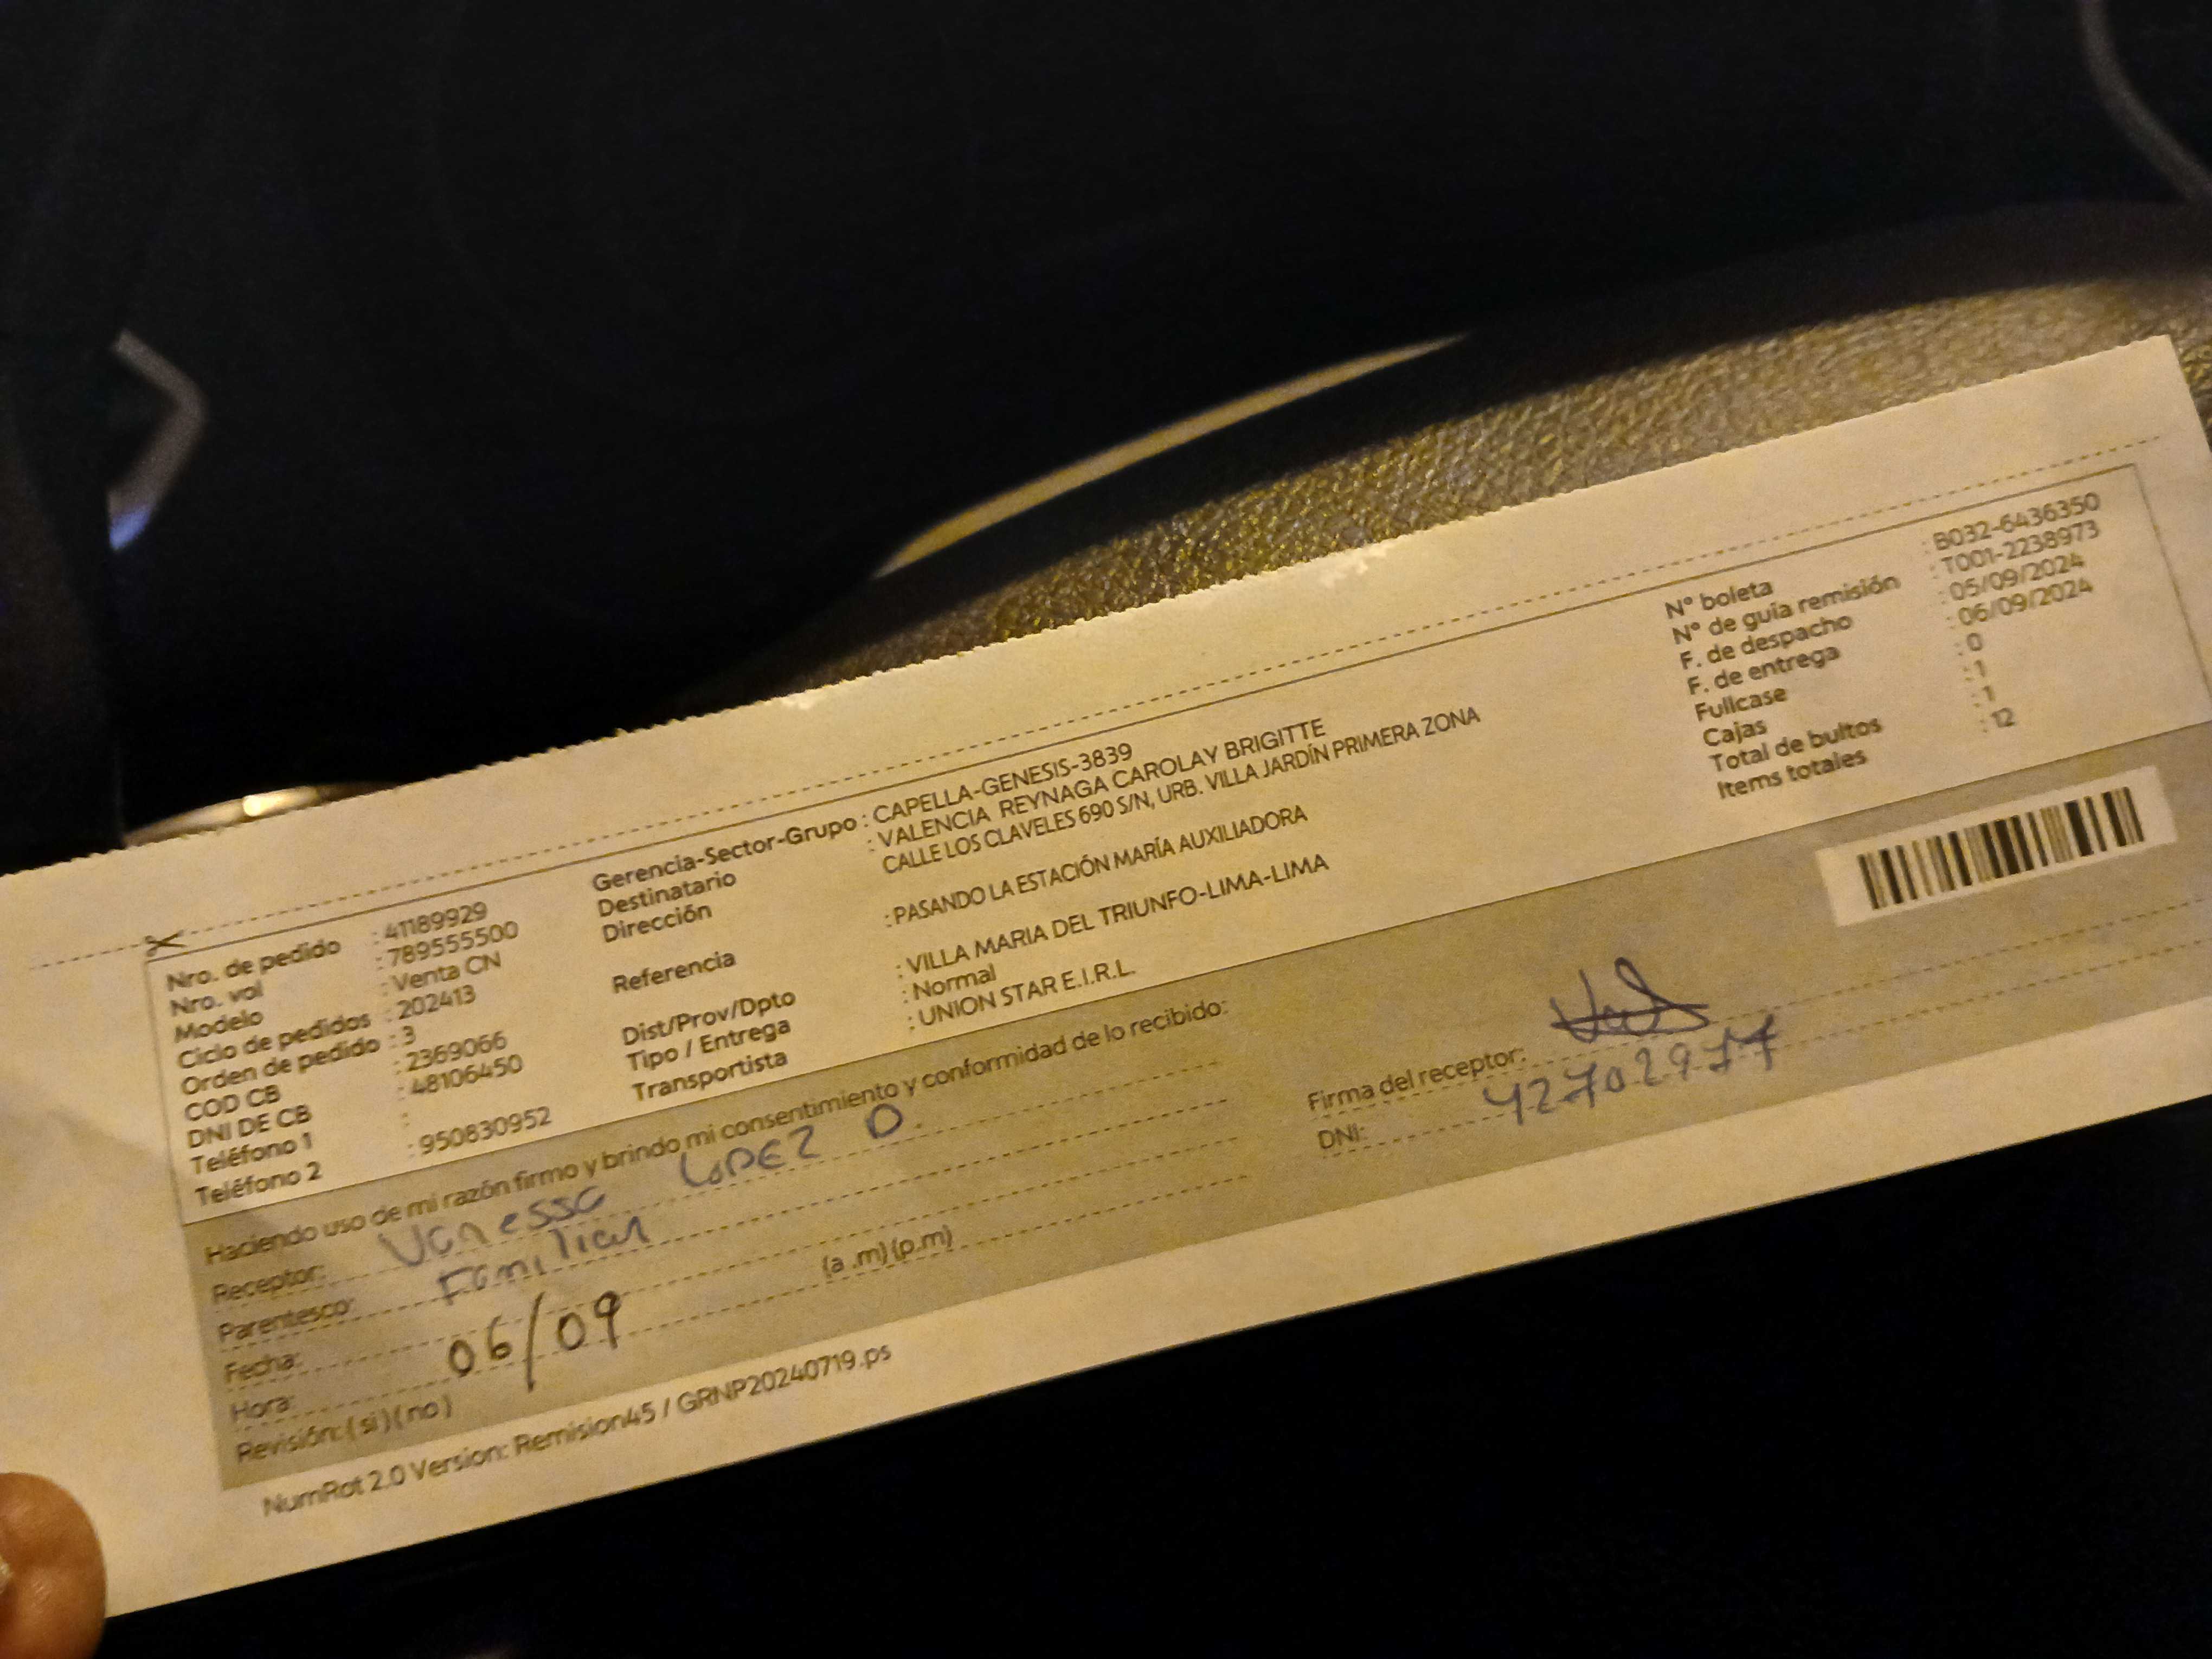 Nro. de pedido : 41189929
Nro. vol : 789555500
Modelo : Venta CN
Ciclo de pedidos : 202413
Orden de pedido : 3
COD CB : 2369066
DNI DE CB : 48106450
Teléfono 1 :
Teléfono 2 : 950830952
Gerencia-Sector-Grupo : CAPELLA-GENESIS-3839
Destinatario : VALENCIA REYNAGA CAROLAY BRIGITTE
Dirección CALLE LOS CLAVELES 690 S/N, URB. VILLA JARDÍN PRIMERA ZONA
Referencia : PASANDO LA ESTACIÓN MARÍA AUXILIADORA
Dist/Prov/Dpto : VILLA MARIA DEL TRIUNFO-LIMA-LIMA
Tipo / Entrega : Normal
Transportista : UNION STAR E.I.R.L.
N° boleta : B032-6436350
N° de guía remisión : T001-2238973
F. de despacho : 05/09/2024
F. de entrega : 06/09/2024
Fullcase : 0
Cajas : 1
Total de bultos : 1
Items totales : 12
Haciendo uso de mi razón firmo y brindo mi consentimiento y conformidad de lo recibido:
Receptor: Vanessa LOPEZ O.
Parentesco: Familiar
Fecha: 06/09
Hora: (a .m) (p.m)
Revisión: ( si ) ( no )
Firma del receptor:
DNI: 42702977
NumRot 2.0 Version: Remision45 / GRNP20240719.ps